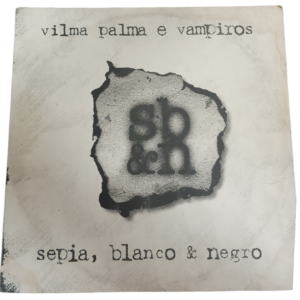 vilma palma e vampiros
sb
&n
sepia, blanco & negro